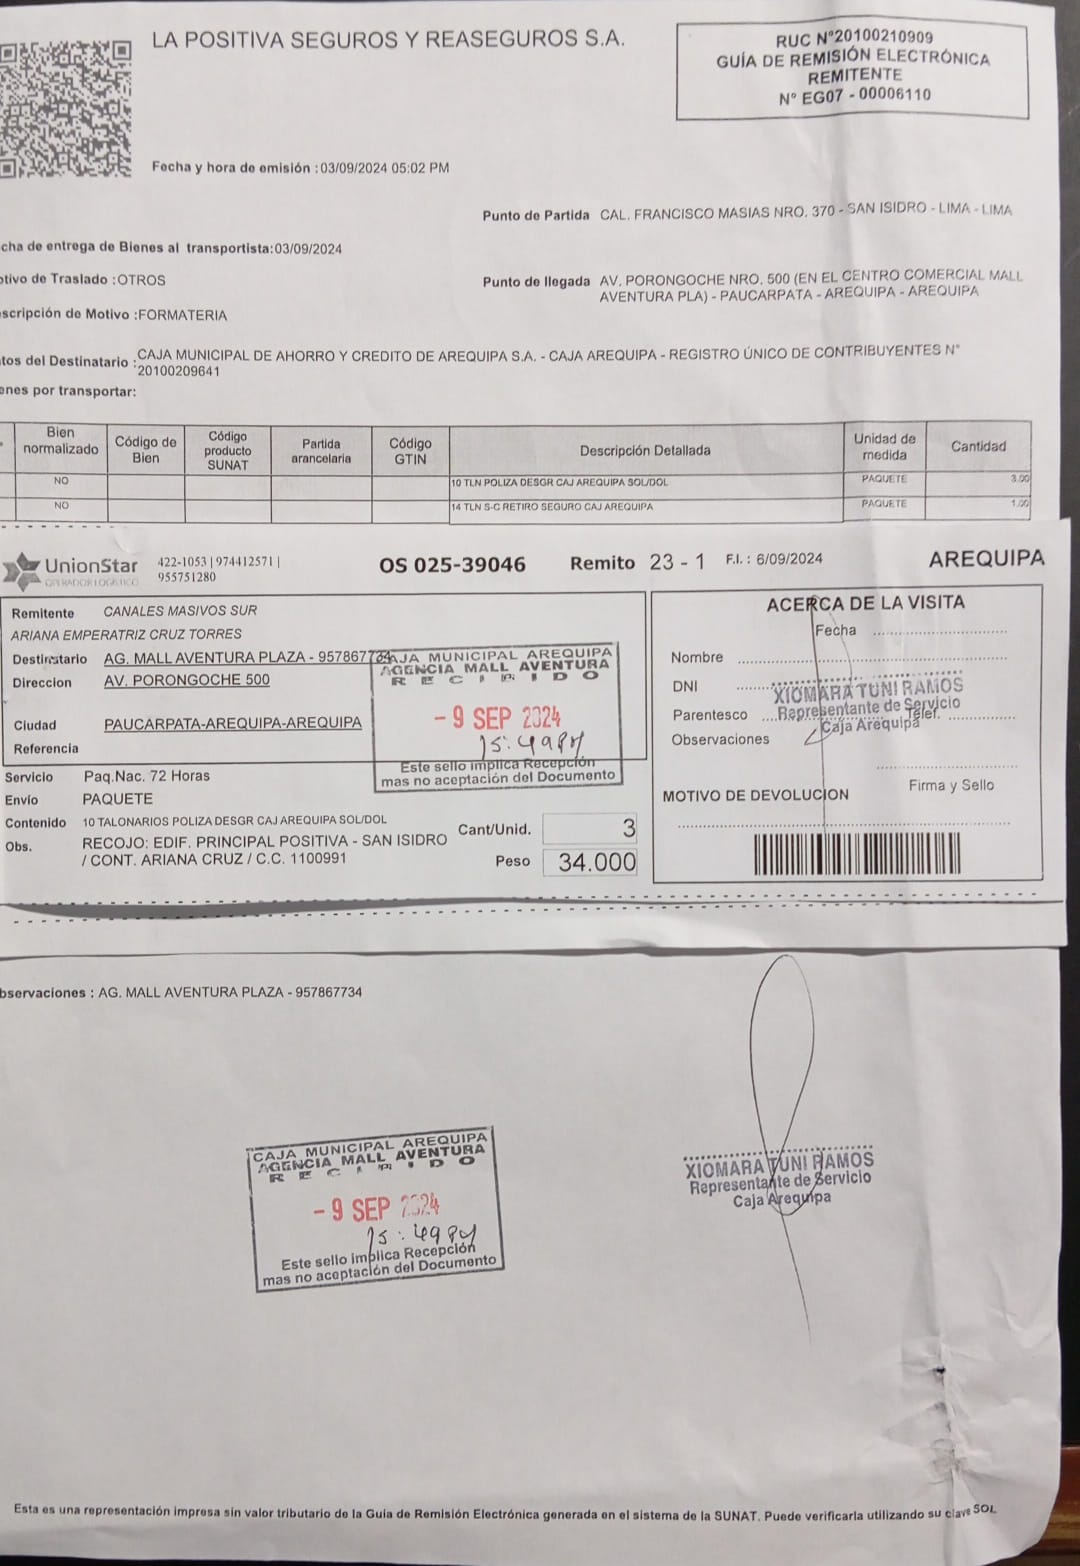 LA POSITIVA SEGUROS Y REASEGUROS S.A.
RUC N°20100210909
GUÍA DE REMISIÓN ELECTRÓNICA
REMITENTE
N° EG07 - 00006110
Fecha y hora de emisión : 03/09/2024 05:02 PM
Punto de Partida CAL. FRANCISCO MASIAS NRO. 370 - SAN ISIDRO - LIMA - LIMA
cha de entrega de Bienes al transportista:03/09/2024
otivo de Traslado :OTROS
Punto de llegada AV. PORONGOCHE NRO. 500 (EN EL CENTRO COMERCIAL MALL
AVENTURA PLA) - PAUCARPATA - AREQUIPA - AREQUIPA
escripción de Motivo :FORMATERIA
tos del Destinatario :CAJA MUNICIPAL DE AHORRO Y CREDITO DE AREQUIPA S.A. - CAJA AREQUIPA - REGISTRO ÚNICO DE CONTRIBUYENTES N°
20100209641
enes por transportar:
Bien normalizado Código de Bien Código producto SUNAT Partida arancelaria Código GTIN Descripción Detallada Unidad de medida Cantidad
NO 10 TLN POLIZA DESGR CAJ AREQUIPA SOL/DOL PAQUETE 3.00
NO 14 TLN S-C RETIRO SEGURO CAJ AREQUIPA PAQUETE 1.00
UnionStar
OPERADOR LOGÍSTICO
422-1053 | 974412571 |
955751280
OS 025-39046 Remito 23 - 1 F.I. : 6/09/2024 AREQUIPA
Remitente CANALES MASIVOS SUR
ARIANA EMPERATRIZ CRUZ TORRES
Destinatario AG. MALL AVENTURA PLAZA - 957867734
Direccion AV. PORONGOCHE 500
Ciudad PAUCARPATA-AREQUIPA-AREQUIPA
Referencia
CAJA MUNICIPAL AREQUIPA
AGENCIA MALL AVENTURA
RECIBIDO
- 9 SEP 2024
15:49PM
Este sello implica Recepción
mas no aceptación del Documento
Servicio Paq.Nac. 72 Horas
Envío PAQUETE
Contenido 10 TALONARIOS POLIZA DESGR CAJ AREQUIPA SOL/DOL
Obs. RECOJO: EDIF. PRINCIPAL POSITIVA - SAN ISIDRO
/ CONT. ARIANA CRUZ / C.C. 1100991
Cant/Unid. 3
Peso 34.000
ACERCA DE LA VISITA
Fecha
Nombre
DNI
Parentesco
Telef.
Observaciones
XIOMARA TUNI RAMOS
Representante de Servicio
Caja Arequipa
Firma y Sello
MOTIVO DE DEVOLUCION
bservaciones : AG. MALL AVENTURA PLAZA - 957867734
CAJA MUNICIPAL AREQUIPA
AGENCIA MALL AVENTURA
RECIBIDO
- 9 SEP 2024
15:49PM
Este sello implica Recepción
mas no aceptación del Documento
XIOMARA TUNI RAMOS
Representante de Servicio
Caja Arequipa
Esta es una representación impresa sin valor tributario de la Guia de Remisión Electrónica generada en el sistema de la SUNAT. Puede verificarla utilizando su clave SOL